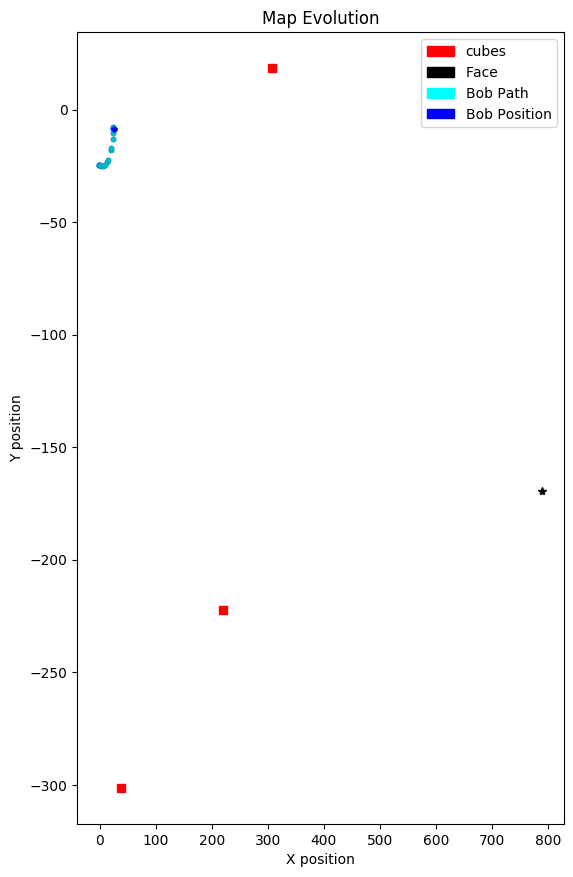 Map Evolution
cubes
Face
Bob Path
Bob Position
Y position
0
−50
−100
−150
−200
−250
−300
0 100 200 300 400 500 600 700 800
X position